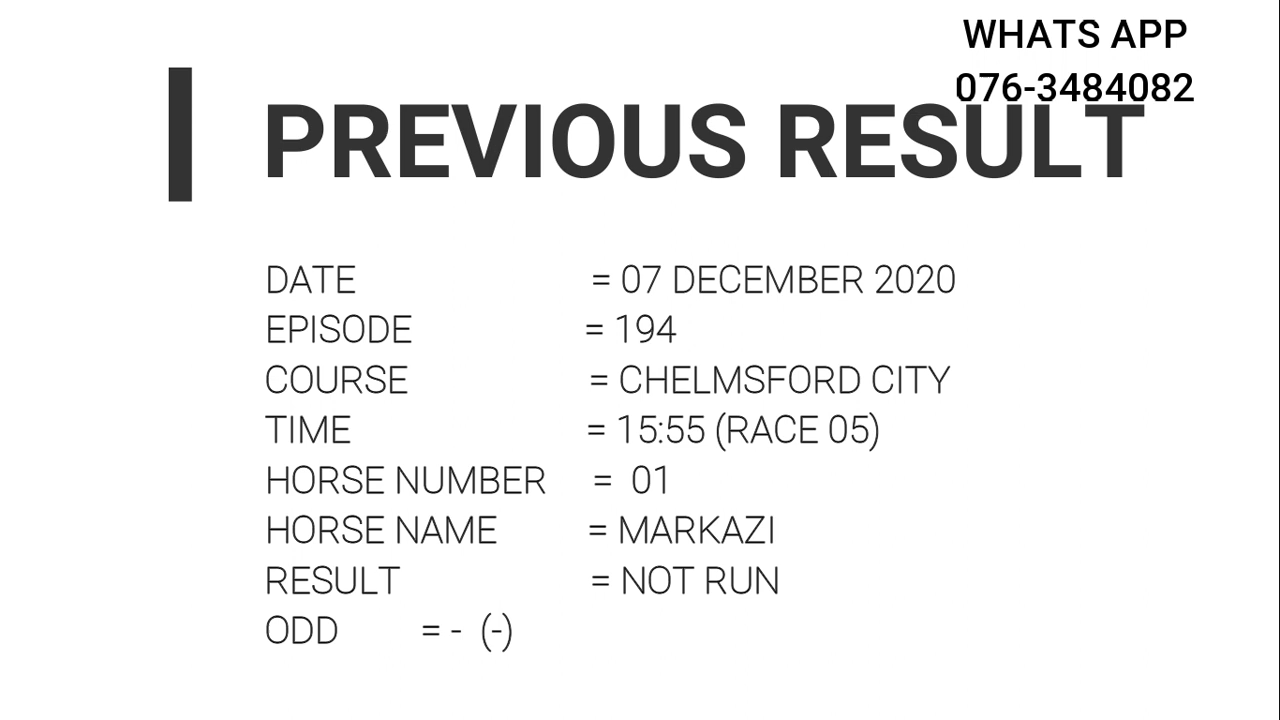 WHATS APP
076-3484082
PREVIOUS RESULT
DATE = 07 DECEMBER 2020
EPISODE = 194
COURSE = CHELMSFORD CITY
TIME = 15:55 (RACE 05)
HORSE NUMBER = 01
HORSE NAME = MARKAZI
RESULT = NOT RUN
ODD = - (-)